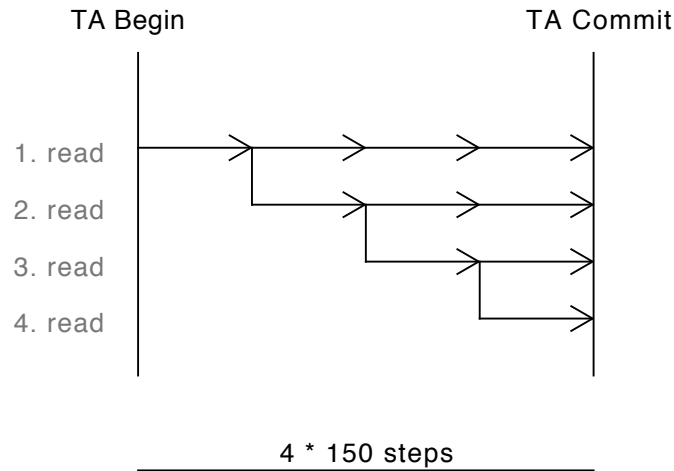 TA Begin
TA Commit
1. read
2. read
3. read
4. read
4 * 150 steps